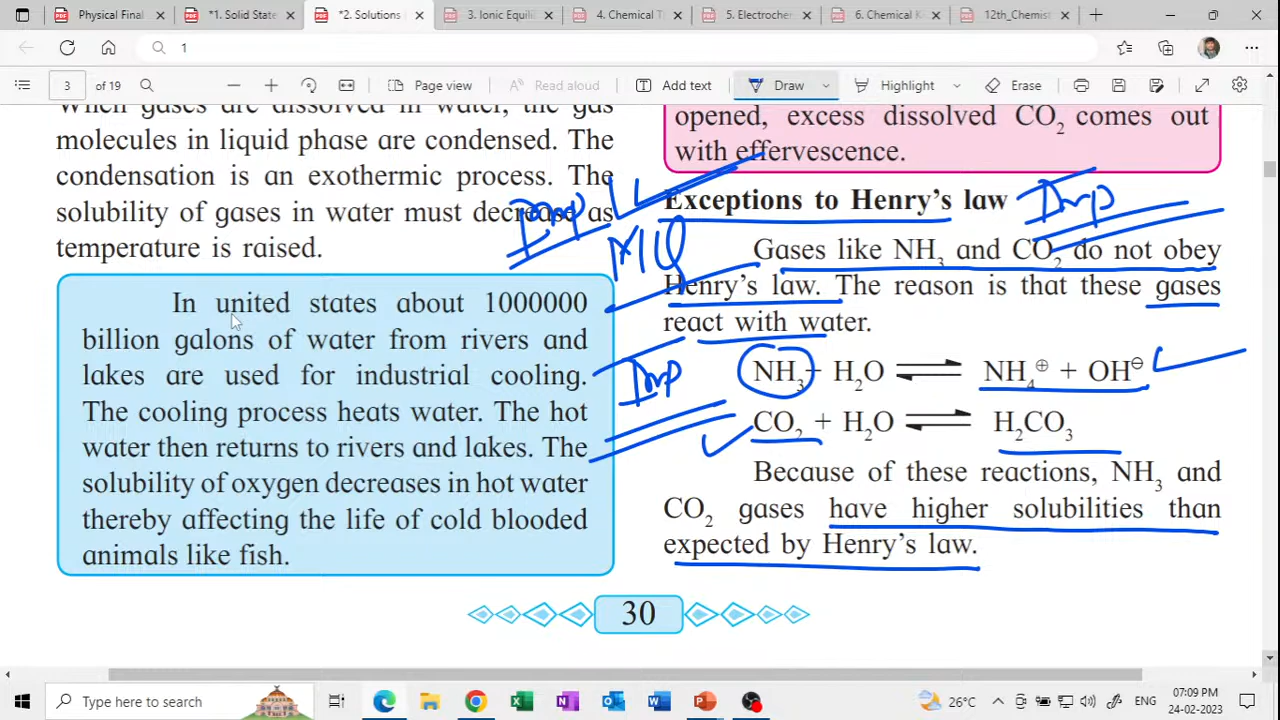 Physical Final
*1. Solid State
*2. Solutions
3. Ionic Equili
4. Chemical T
5. Electrocher
6. Chemical K
12th_Chemist
1
3 of 19
Page view
Read aloud
Add text
Draw
Highlight
Erase
When gases are dissolved in water, the gas
molecules in liquid phase are condensed. The
condensation is an exothermic process. The
solubility of gases in water must decrease as
temperature is raised.
In united states about 1000000
billion galons of water from rivers and
lakes are used for industrial cooling.
The cooling process heats water. The hot
water then returns to rivers and lakes. The
solubility of oxygen decreases in hot water
thereby affecting the life of cold blooded
animals like fish.
opened, excess dissolved CO₂ comes out
with effervescence.
Exceptions to Henry's law
Imp
Imp
MCQ
Gases like NH₃ and CO₂ do not obey
Henry's law. The reason is that these gases
react with water.
Imp
NH₃ + H₂O ⇌ NH₄⊕ + OH⊖
CO₂ + H₂O ⇌ H₂CO₃
Because of these reactions, NH₃ and
CO₂ gases have higher solubilities than
expected by Henry's law.
30
Type here to search
26°C
ENG
07:09 PM
24-02-2023